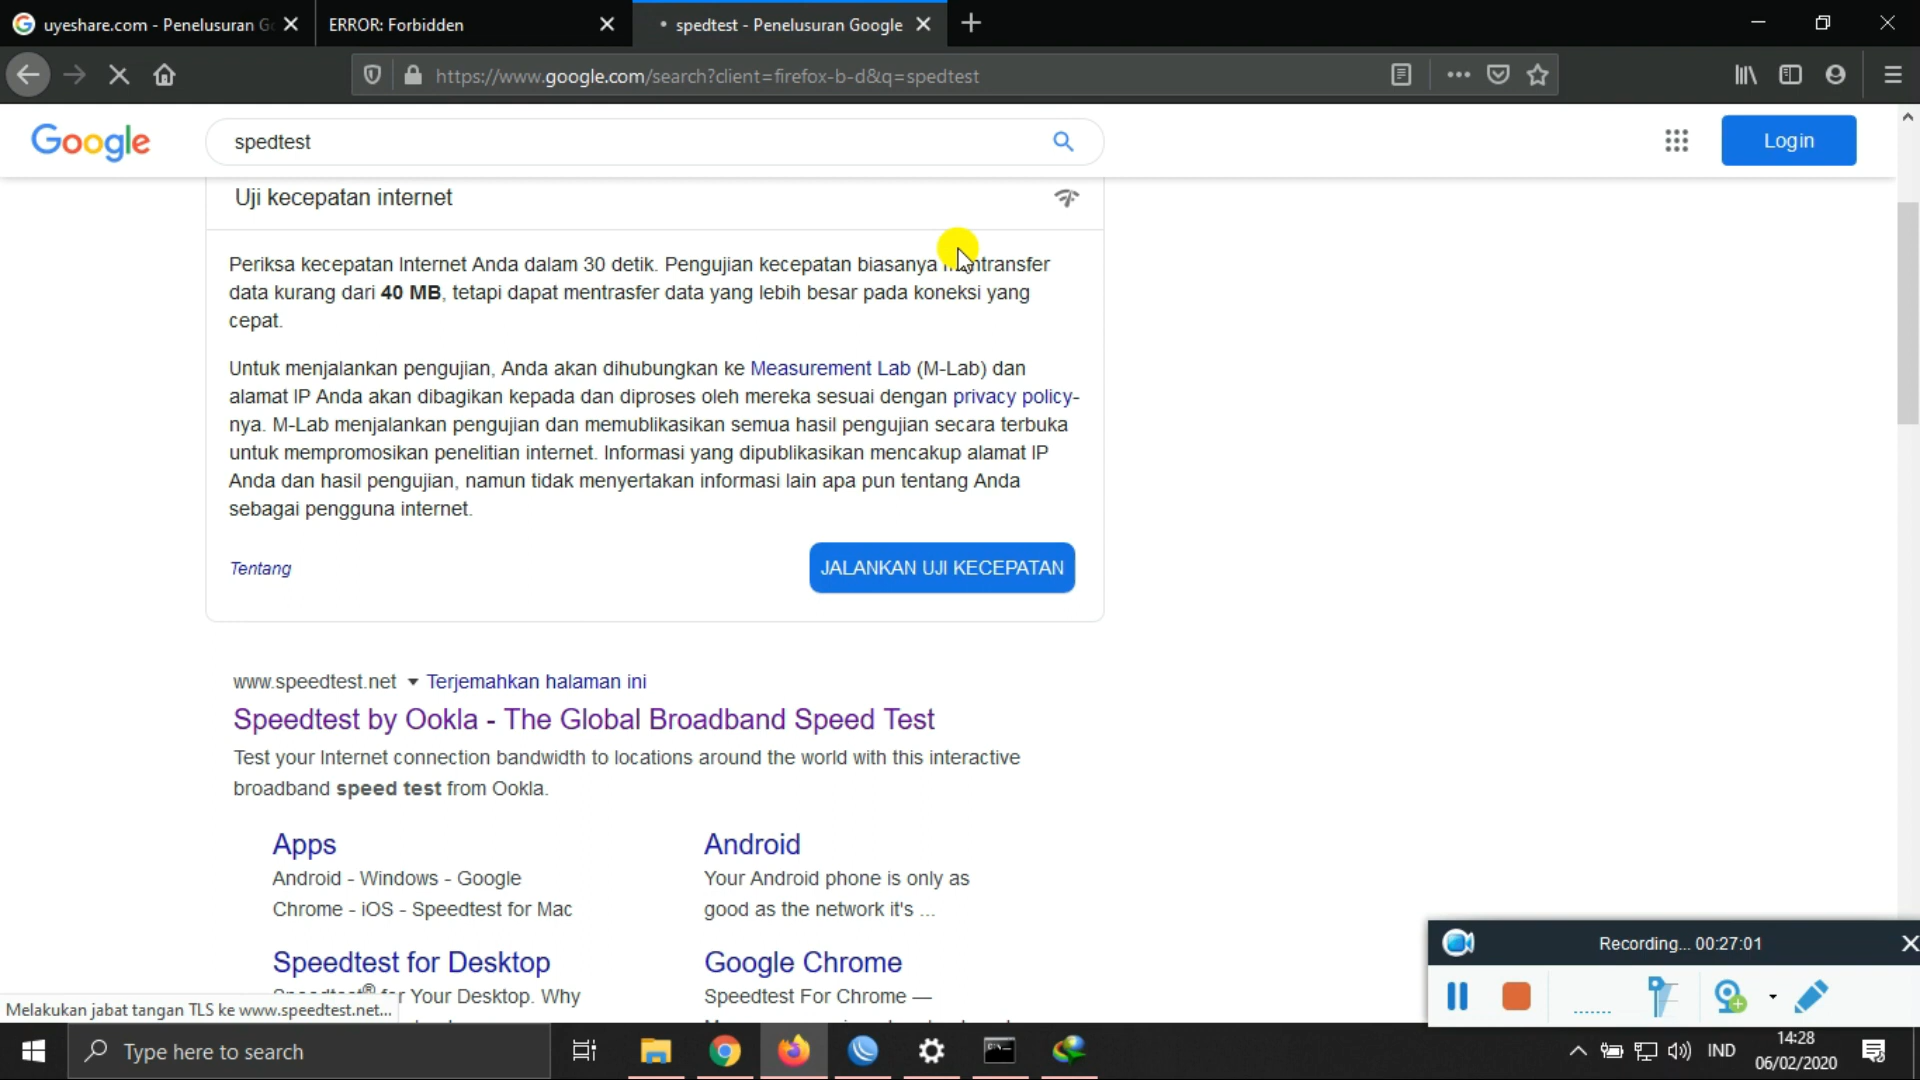 uyeshare.com - Penelusuran G
ERROR: Forbidden
spedtest - Penelusuran Google
https://www.google.com/search?client=firefox-b-d&q=spedtest
Google
spedtest
Login
Uji kecepatan internet
Periksa kecepatan Internet Anda dalam 30 detik. Pengujian kecepatan biasanya
data kurang dari 40 MB, tetapi dapat mentrasfer data yang lebih besar pada koneksi yang
cepat.
Untuk menjalankan pengujian, Anda akan dihubungkan ke Measurement Lab (M-Lab) dan
alamat IP Anda akan dibagikan kepada dan diproses oleh mereka sesuai dengan privacy policy-
nya. M-Lab menjalankan pengujian dan memublikasikan semua hasil pengujian secara terbuka
untuk mempromosikan penelitian internet. Informasi yang dipublikasikan mencakup alamat IP
Anda dan hasil pengujian, namun tidak menyertakan informasi lain apa pun tentang Anda
sebagai pengguna internet.
Tentang
JALANKAN UJI KECEPATAN
www.speedtest.net Terjemahkan halaman ini
Speedtest by Ookla - The Global Broadband Speed Test
Test your Internet connection bandwidth to locations around the world with this interactive
broadband speed test from Ookla.
Apps
Android - Windows - Google
Chrome - iOS - Speedtest for Mac
Android
Your Android phone is only as
good as the network it's ...
Speedtest for Desktop
Your Desktop. Why
Google Chrome
Speedtest For Chrome —
Melakukan jabat tangan TLS ke www.speedtest.net...
Recording... 00:27:01
Type here to search
IND
14:28
06/02/2020